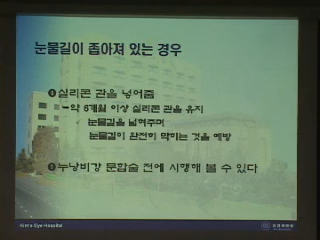 눈물길이 좁아져 있는 경우
❶실리콘 관을 넣어줌
-약 6개월 이상 실리콘 관을 유지
눈물길을 넓혀주며
눈물길이 완전히 막히는 것을 예방
❷누낭비강 문합술 전에 시행해 볼 수 있다
Kim's Eye Hospital